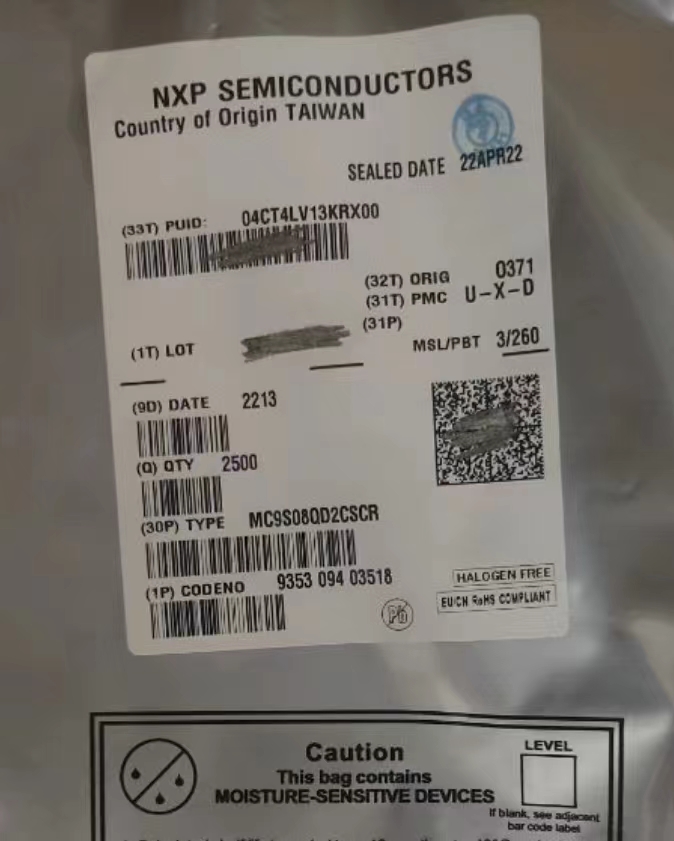 NXP SEMICONDUCTORS
Country of Origin TAIWAN
SEALED DATE 22APR22
(33T) PUID: 04CT4LV13KRX00
(32T) ORIG 0371
(31T) PMC U-X-D
(31P)
(1T) LOT
MSL/PBT 3/260
(9D) DATE 2213
(Q) QTY 2500
(30P) TYPE MC9S08QD2CSCR
(1P) CODENO 9353 094 03518
HALOGEN FREE
EU/CN RoHS COMPLIANT
Pb
Caution
This bag contains
MOISTURE-SENSITIVE DEVICES
LEVEL
If blank, see adjacent
bar code label